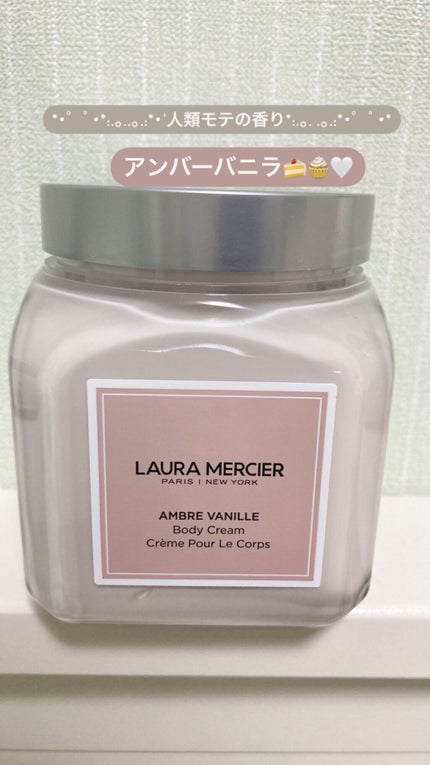 *•゜ ゜•*:.｡..｡.:*•'人類モテの香り*:.｡. .｡.:*•゜ ゜•*
アンバーバニラ🍰🧁🤍
LAURA MERCIER
PARIS | NEW YORK
AMBRE VANILLE
Body Cream
Crème Pour Le Corps